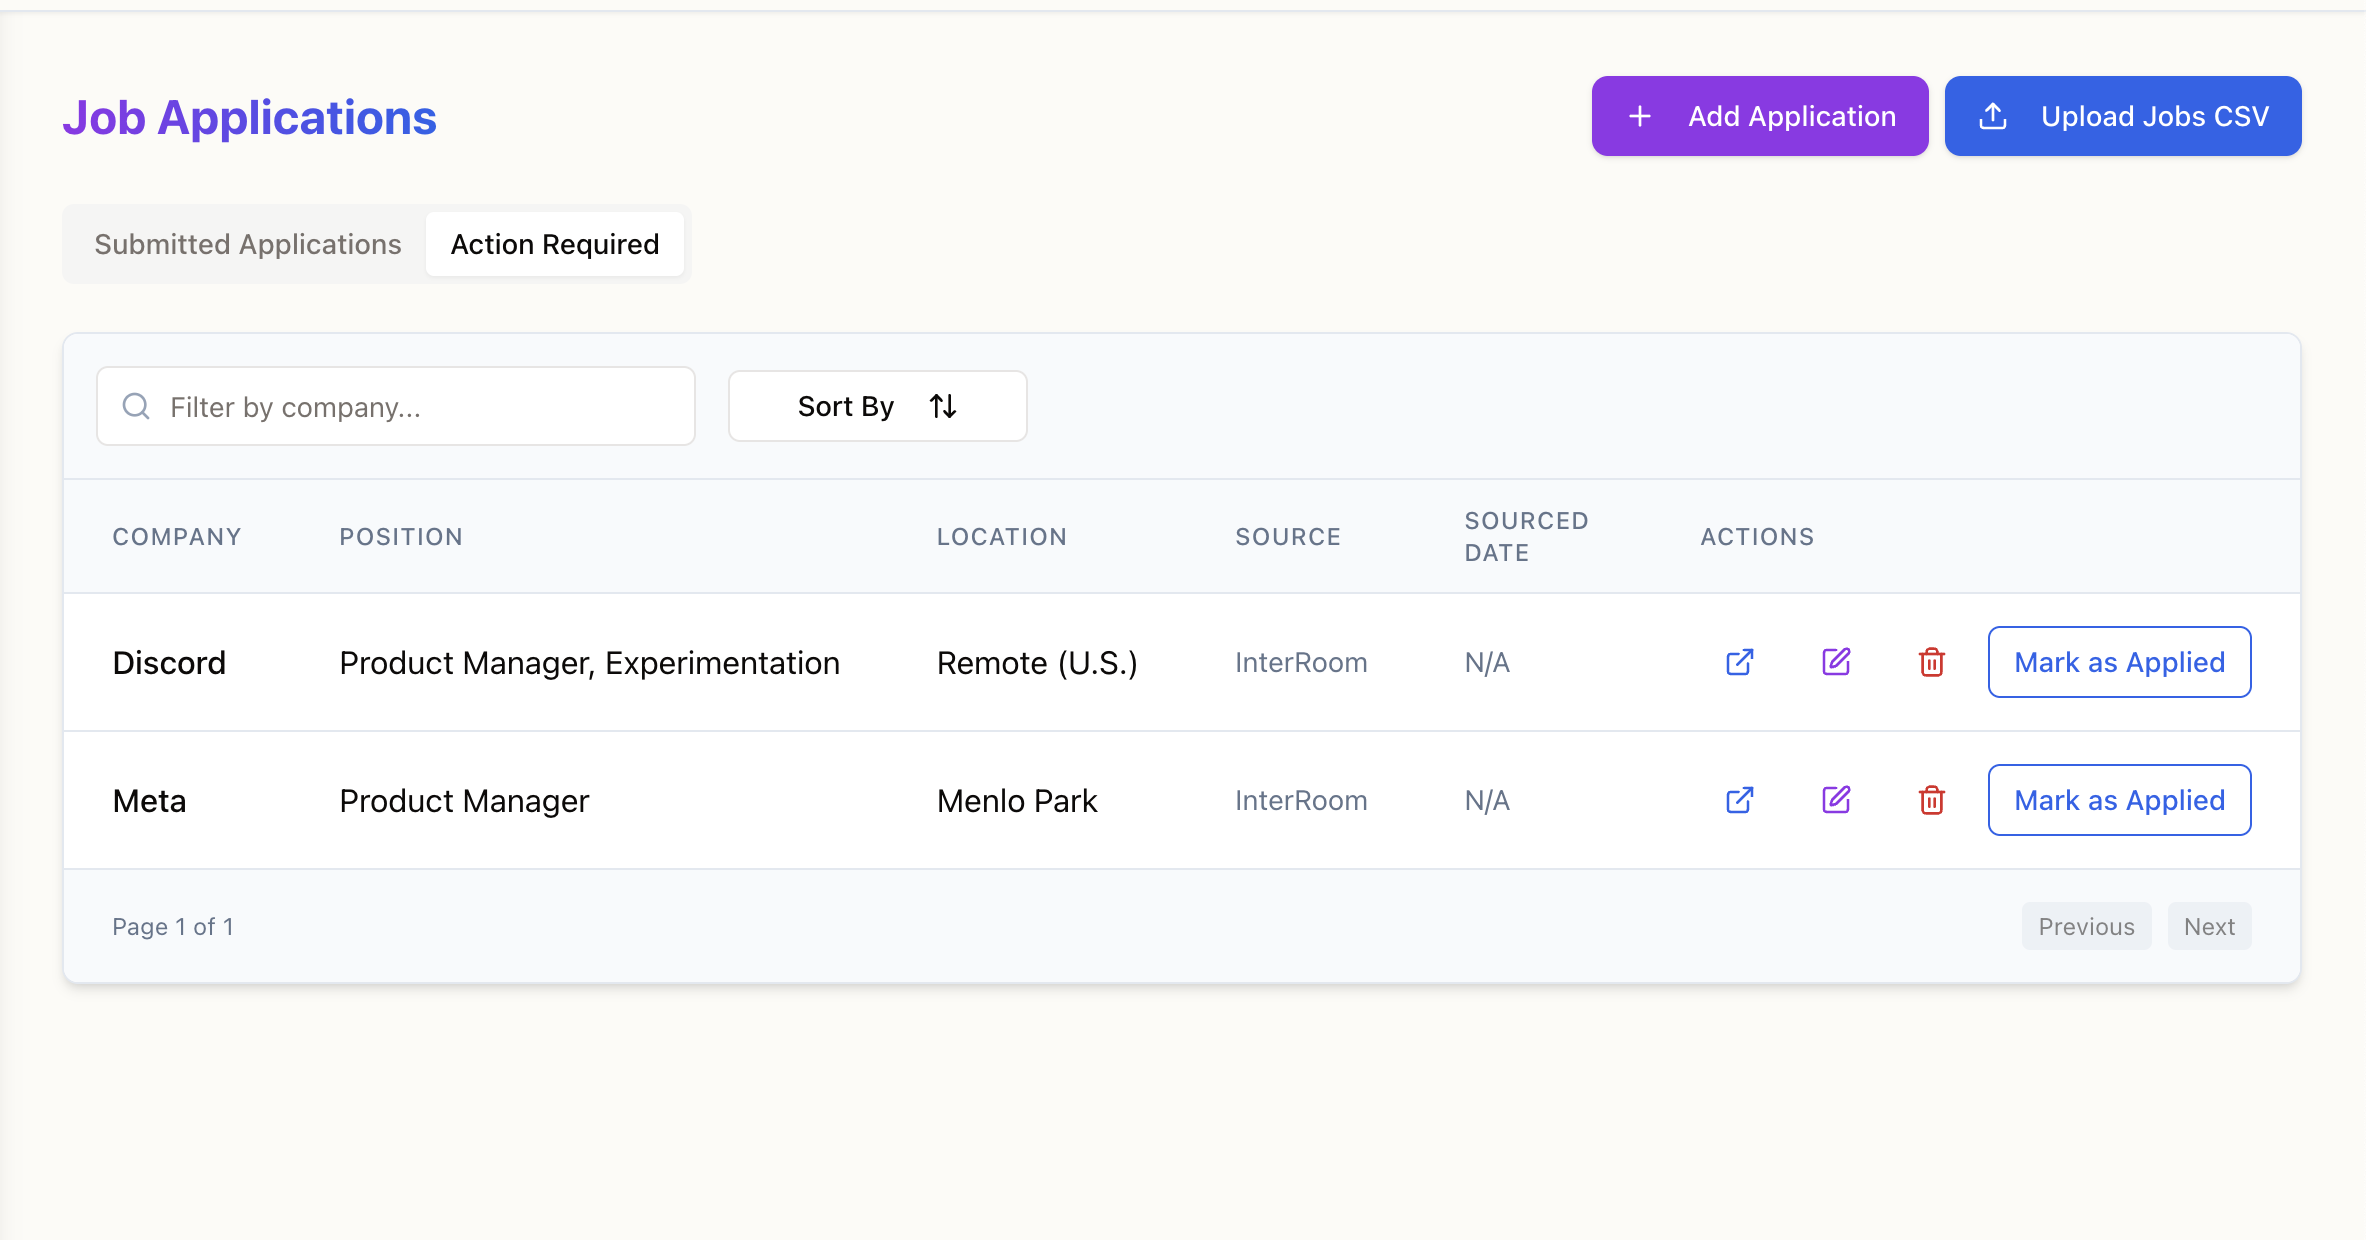 Job Applications
Add Application
Upload Jobs CSV
Submitted Applications
Action Required
Filter by company...
Sort By
COMPANY POSITION LOCATION SOURCE SOURCED DATE ACTIONS
Discord Product Manager, Experimentation Remote (U.S.) InterRoom N/A Mark as Applied
Meta Product Manager Menlo Park InterRoom N/A Mark as Applied
Page 1 of 1
Previous
Next